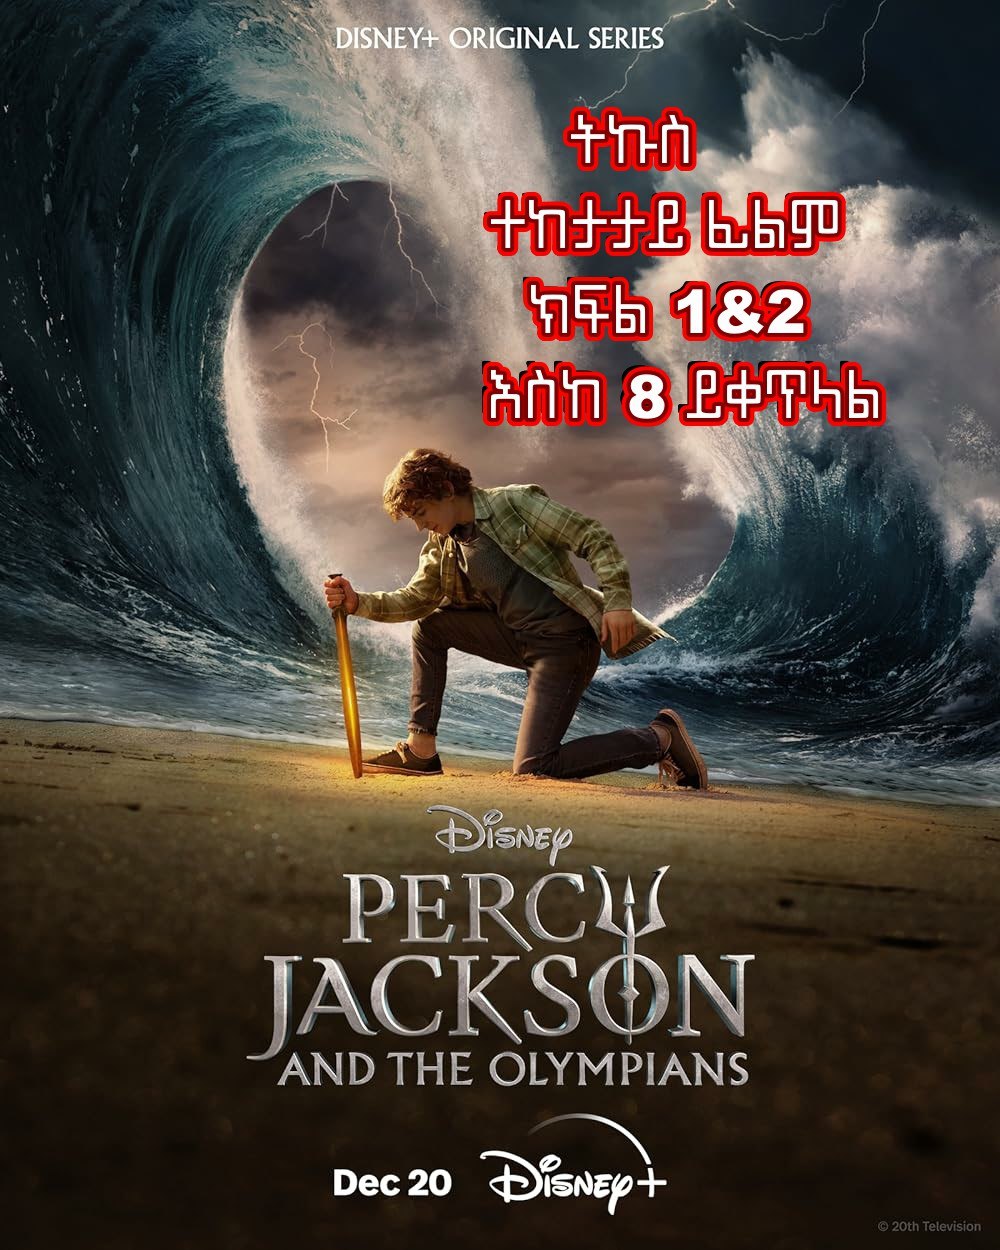 DISNEY+ ORIGINAL SERIES
ትኩስ
ተከታታይ ፊልም
ክፍል 1&2
እስከ 8 ይቀጥላል
Disney
PERCY
JACKSON
AND THE OLYMPIANS
Dec 20 Disney+
© 20th Television